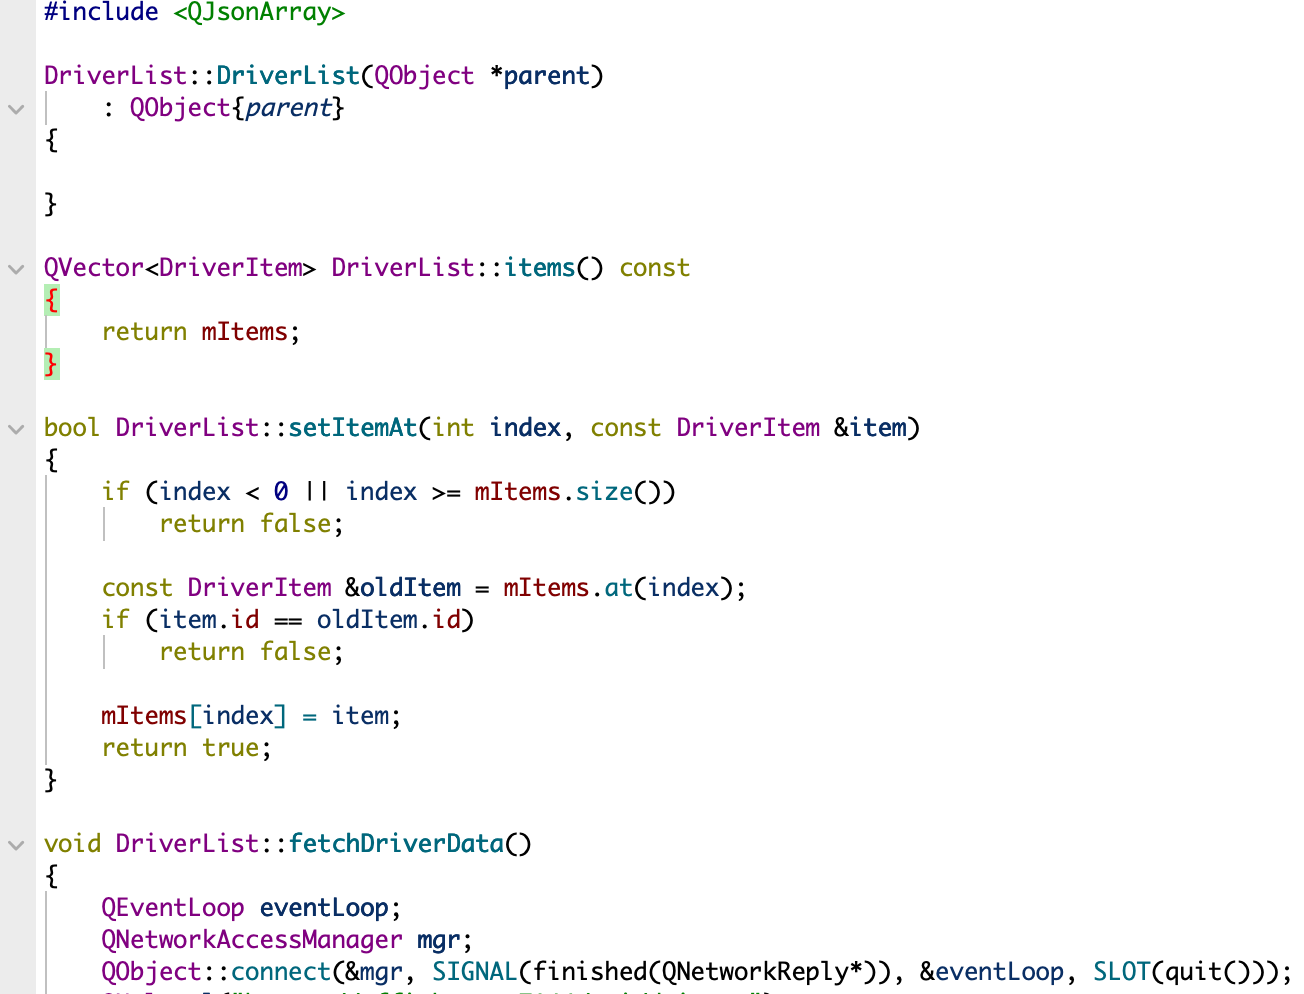 #include <QJsonArray>
DriverList::DriverList(QObject *parent)
    : QObject{parent}
{
}
QVector<DriverItem> DriverList::items() const
{
    return mItems;
}
bool DriverList::setItemAt(int index, const DriverItem &item)
{
    if (index < 0 || index >= mItems.size())
        return false;
    const DriverItem &oldItem = mItems.at(index);
    if (item.id == oldItem.id)
        return false;
    mItems[index] = item;
    return true;
}
void DriverList::fetchDriverData()
{
    QEventLoop eventLoop;
    QNetworkAccessManager mgr;
    QObject::connect(&mgr, SIGNAL(finished(QNetworkReply*)), &eventLoop, SLOT(quit()));